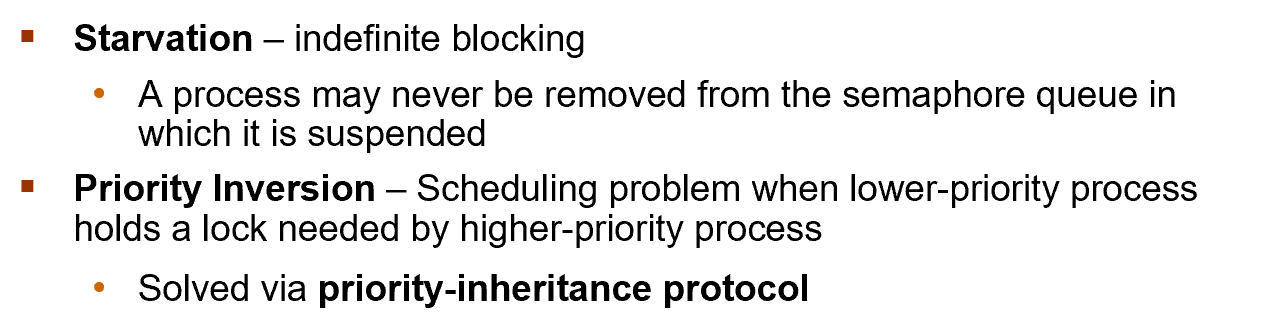 ▪ Starvation – indefinite blocking
• A process may never be removed from the semaphore queue in
which it is suspended
▪ Priority Inversion – Scheduling problem when lower-priority process
holds a lock needed by higher-priority process
• Solved via priority-inheritance protocol